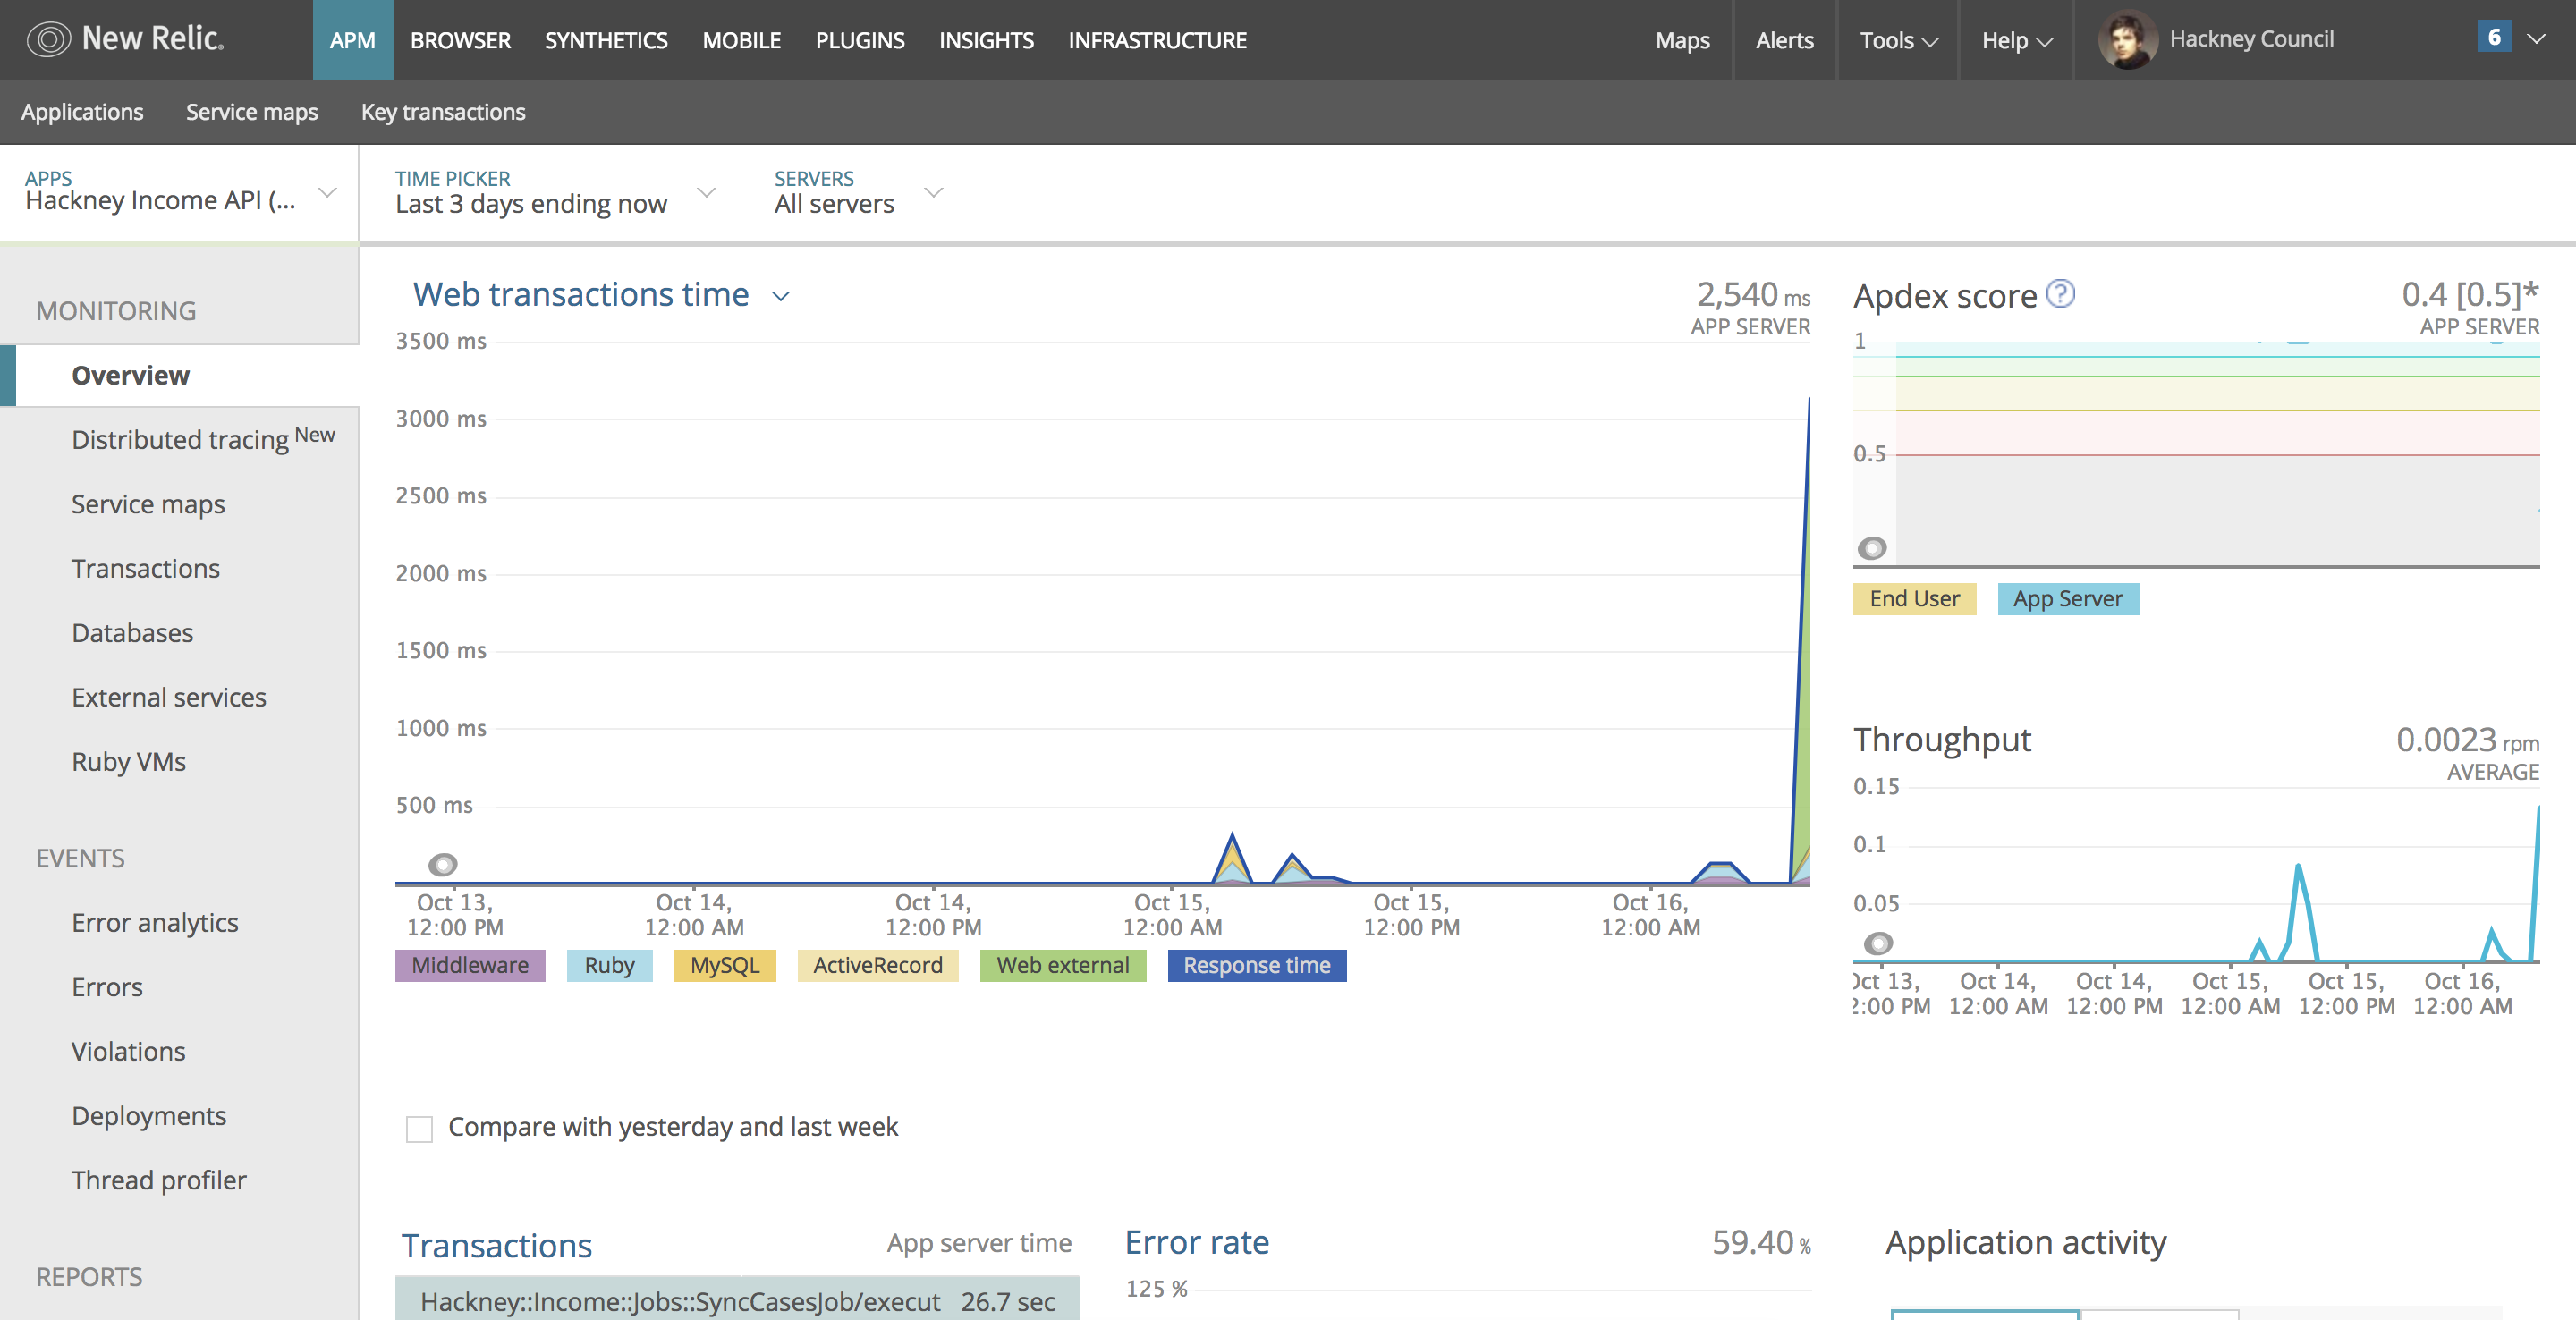 New Relic.
APM BROWSER SYNTHETICS MOBILE PLUGINS INSIGHTS INFRASTRUCTURE
Maps Alerts Tools Help Hackney Council 6
Applications Service maps Key transactions
APPS
Hackney Income API (...
TIME PICKER
Last 3 days ending now
SERVERS
All servers
MONITORING
Overview
Distributed tracing New
Service maps
Transactions
Databases
External services
Ruby VMs
EVENTS
Error analytics
Errors
Violations
Deployments
Thread profiler
REPORTS
Web transactions time
2,540 ms
APP SERVER
3500 ms
3000 ms
2500 ms
2000 ms
1500 ms
1000 ms
500 ms
Oct 13, Oct 14, Oct 14, Oct 15, Oct 15, Oct 16,
12:00 PM 12:00 AM 12:00 PM 12:00 AM 12:00 PM 12:00 AM
Middleware Ruby MySQL ActiveRecord Web external Response time
Compare with yesterday and last week
Apdex score ?
0.4 [0.5]*
APP SERVER
1
0.5
End User App Server
Throughput
0.0023 rpm
AVERAGE
0.15
0.1
0.05
Oct 13, Oct 14, Oct 14, Oct 15, Oct 15, Oct 16,
2:00 PM 12:00 AM 12:00 PM 12:00 AM 12:00 PM 12:00 AM
Transactions App server time
Hackney::Income::Jobs::SyncCasesJob/execut 26.7 sec
Error rate 59.40 %
125 %
Application activity